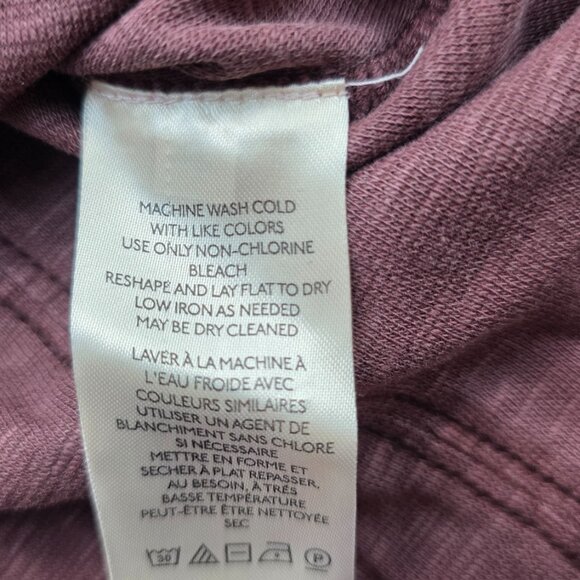 MACHINE WASH COLD
WITH LIKE COLORS
USE ONLY NON-CHLORINE
BLEACH
RESHAPE AND LAY FLAT TO DRY
LOW IRON AS NEEDED
MAY BE DRY CLEANED
LAVER À LA MACHINE À
L'EAU FROIDE AVEC
COULEURS SIMILAIRES
UTILISER UN AGENT DE
BLANCHIMENT SANS CHLORE
SI NÉCESSAIRE
METTRE EN FORME ET
SÉCHER À PLAT REPASSER,
AU BESOIN, À TRÉS
BASSE TEMPÉRATURE
PEUT-ÊTRE ÊTRE NETTOYÉE
SEC
30 P